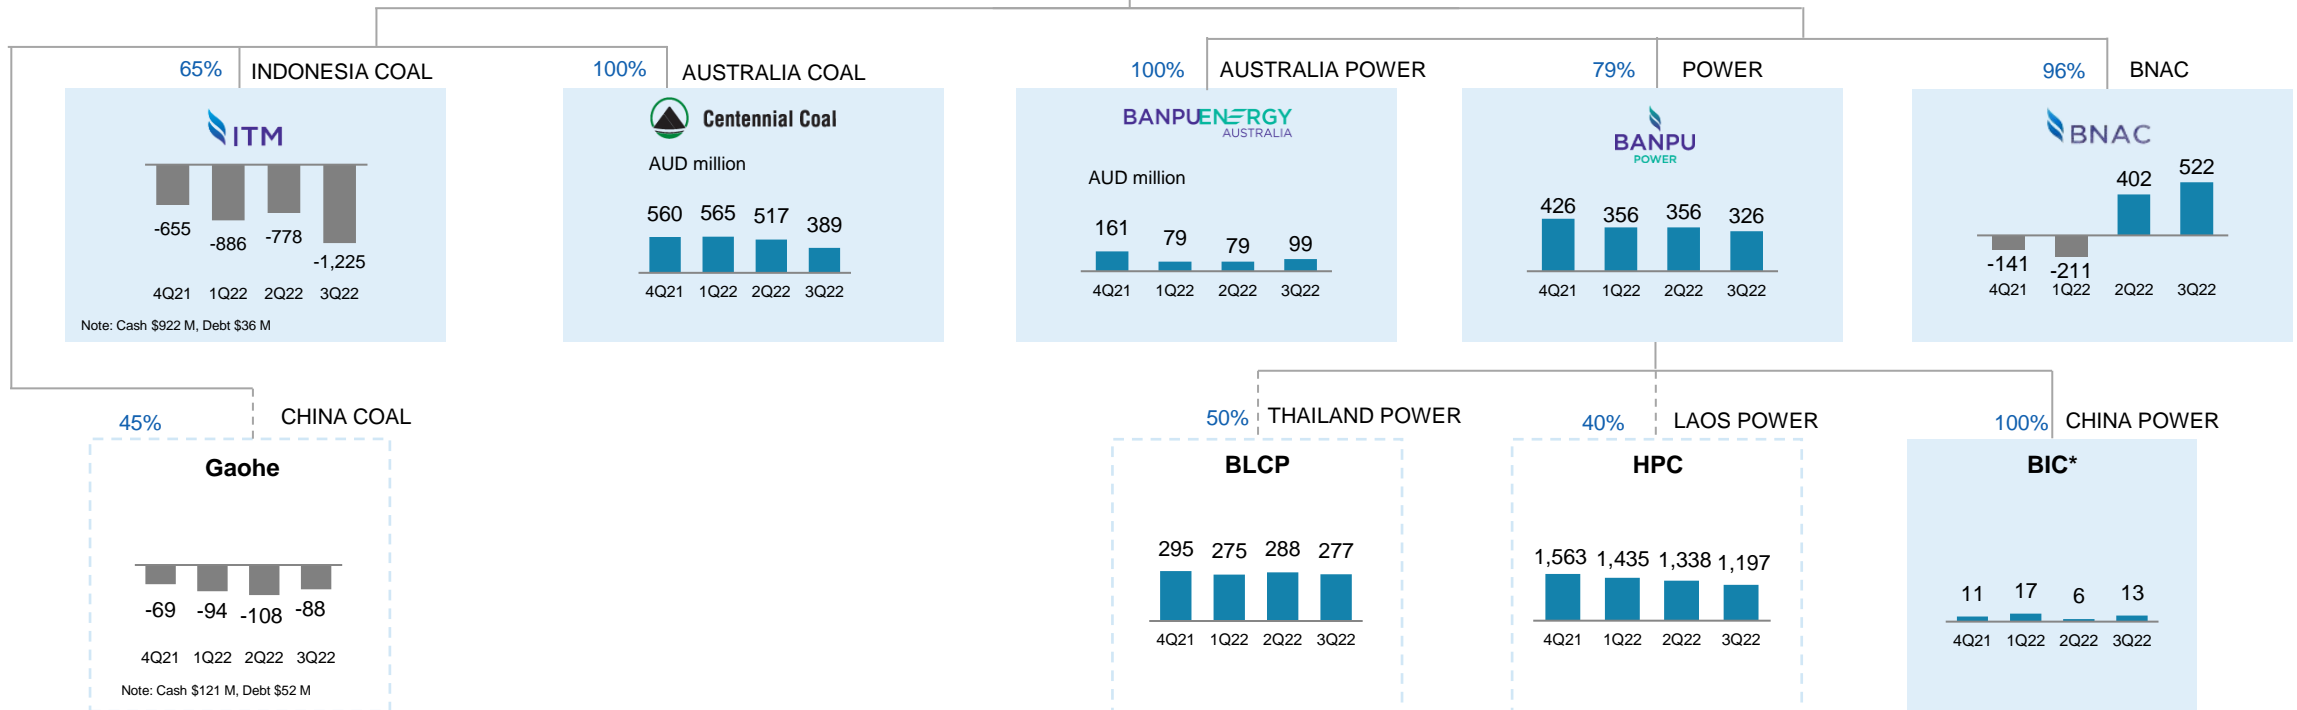 65% INDONESIA COAL
ITM
-655 -886 -778 -1,225
4Q21 1Q22 2Q22 3Q22
Note: Cash $922 M, Debt $36 M
100% AUSTRALIA COAL
Centennial Coal
AUD million
560 565 517 389
4Q21 1Q22 2Q22 3Q22
100% AUSTRALIA POWER
BANPU ENERGY
AUSTRALIA
AUD million
161 79 79 99
4Q21 1Q22 2Q22 3Q22
79% POWER
BANPU
POWER
426 356 356 326
4Q21 1Q22 2Q22 3Q22
96% BNAC
BNAC
-141 -211 402 522
4Q21 1Q22 2Q22 3Q22
45% CHINA COAL
Gaohe
-69 -94 -108 -88
4Q21 1Q22 2Q22 3Q22
Note: Cash $121 M, Debt $52 M
50% THAILAND POWER
BLCP
295 275 288 277
4Q21 1Q22 2Q22 3Q22
40% LAOS POWER
HPC
1,563 1,435 1,338 1,197
4Q21 1Q22 2Q22 3Q22
100% CHINA POWER
BIC*
11 17 6 13
4Q21 1Q22 2Q22 3Q22